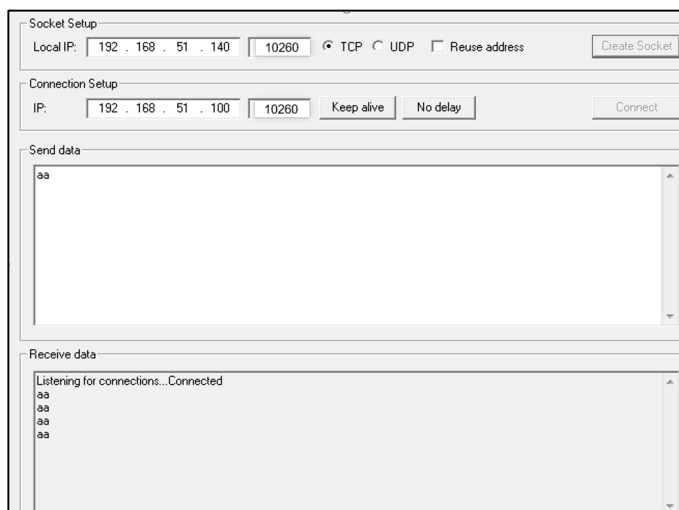 Socket Setup
Local IP: 192 . 168 . 51 . 140 10260 TCP UDP Reuse address Create Socket
Connection Setup
IP: 192 . 168 . 51 . 100 10260 Keep alive No delay Connect
Send data
aa
Receive data
Listening for connections...Connected
aa
aa
aa
aa